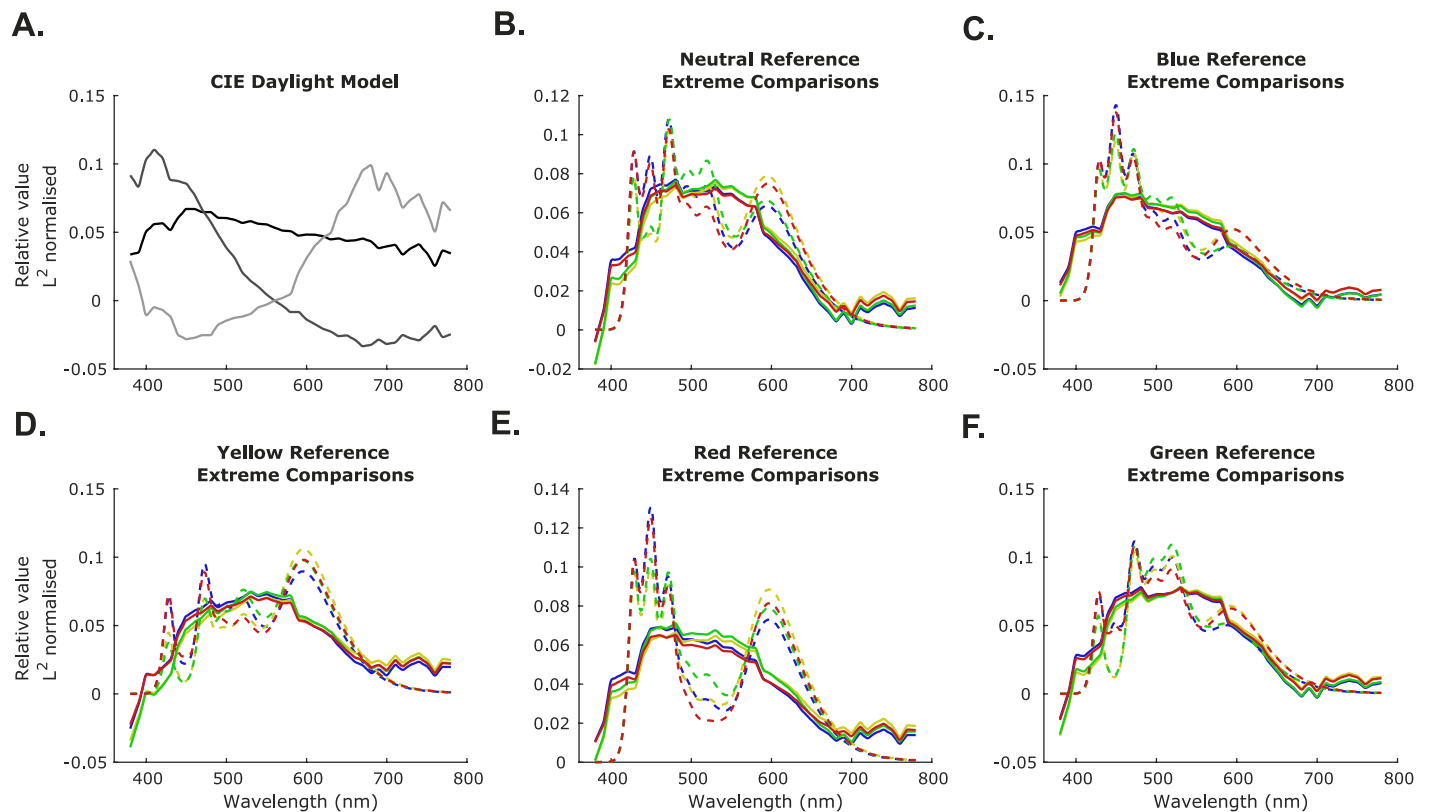 A.
CIE Daylight Model
0.15
0.1
0.05
0
-0.05
Relative value
L² normalised
400 500 600 700 800
B.
Neutral Reference
Extreme Comparisons
0.12
0.1
0.08
0.06
0.04
0.02
0
-0.02
400 500 600 700 800
C.
Blue Reference
Extreme Comparisons
0.15
0.1
0.05
0
-0.05
400 500 600 700 800
D.
Yellow Reference
Extreme Comparisons
0.15
0.1
0.05
0
-0.05
Relative value
L² normalised
400 500 600 700 800
Wavelength (nm)
E.
Red Reference
Extreme Comparisons
0.14
0.12
0.1
0.08
0.06
0.04
0.02
0
400 500 600 700 800
Wavelength (nm)
F.
Green Reference
Extreme Comparisons
0.15
0.1
0.05
0
-0.05
400 500 600 700 800
Wavelength (nm)